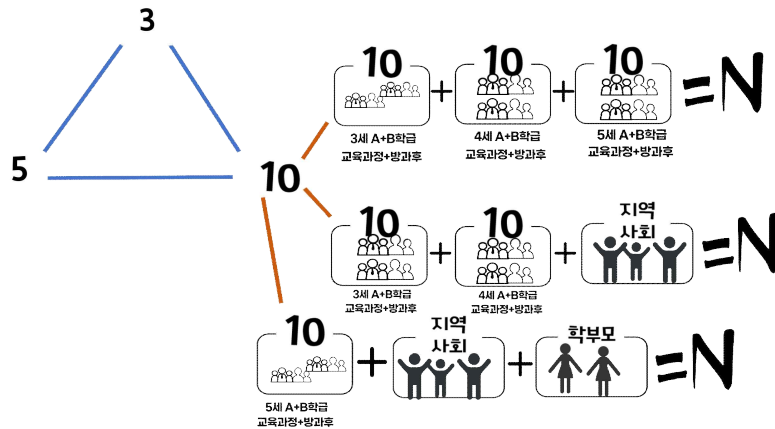 3
5
10
10 + 10 + 10 =N
3세 A+B학급 4세 A+B학급 5세 A+B학급
교육과정+방과후 교육과정+방과후 교육과정+방과후
10 + 10 + 지역
사회 =N
3세 A+B학급 4세 A+B학급
교육과정+방과후 교육과정+방과후
10 + 지역
사회 + 학부모 =N
5세 A+B학급
교육과정+방과후